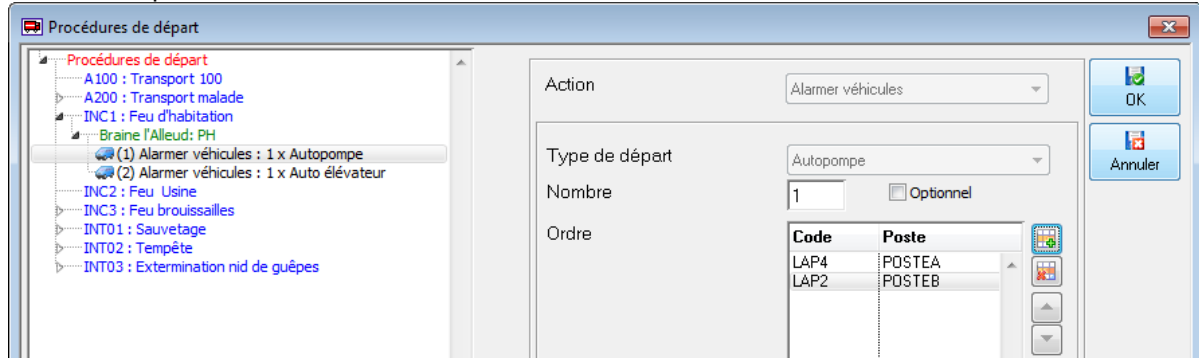 Procédures de départ
Procédures de départ
A100 : Transport 100
A200 : Transport malade
INC1 : Feu d'habitation
Braine l'Alleud: PH
(1) Alarmer véhicules : 1 x Autopompe
(2) Alarmer véhicules : 1 x Auto élévateur
INC2 : Feu Usine
INC3 : Feu brouissailles
INT01 : Sauvetage
INT02 : Tempête
INT03 : Extermination nid de guêpes
Action
Alarmer véhicules
Type de départ
Autopompe
Nombre
1
Optionnel
Ordre
Code Poste
LAP4 POSTEA
LAP2 POSTEB
OK
Annuler